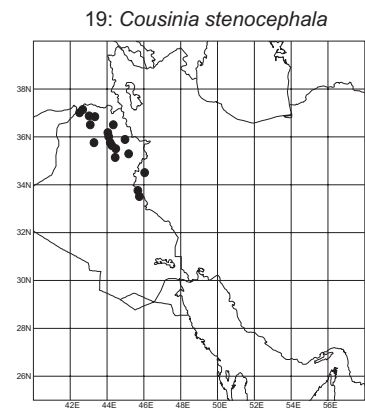 19: Cousinia stenocephala
38N
36N
34N
32N
30N
28N
26N
42E 44E 46E 48E 50E 52E 54E 56E